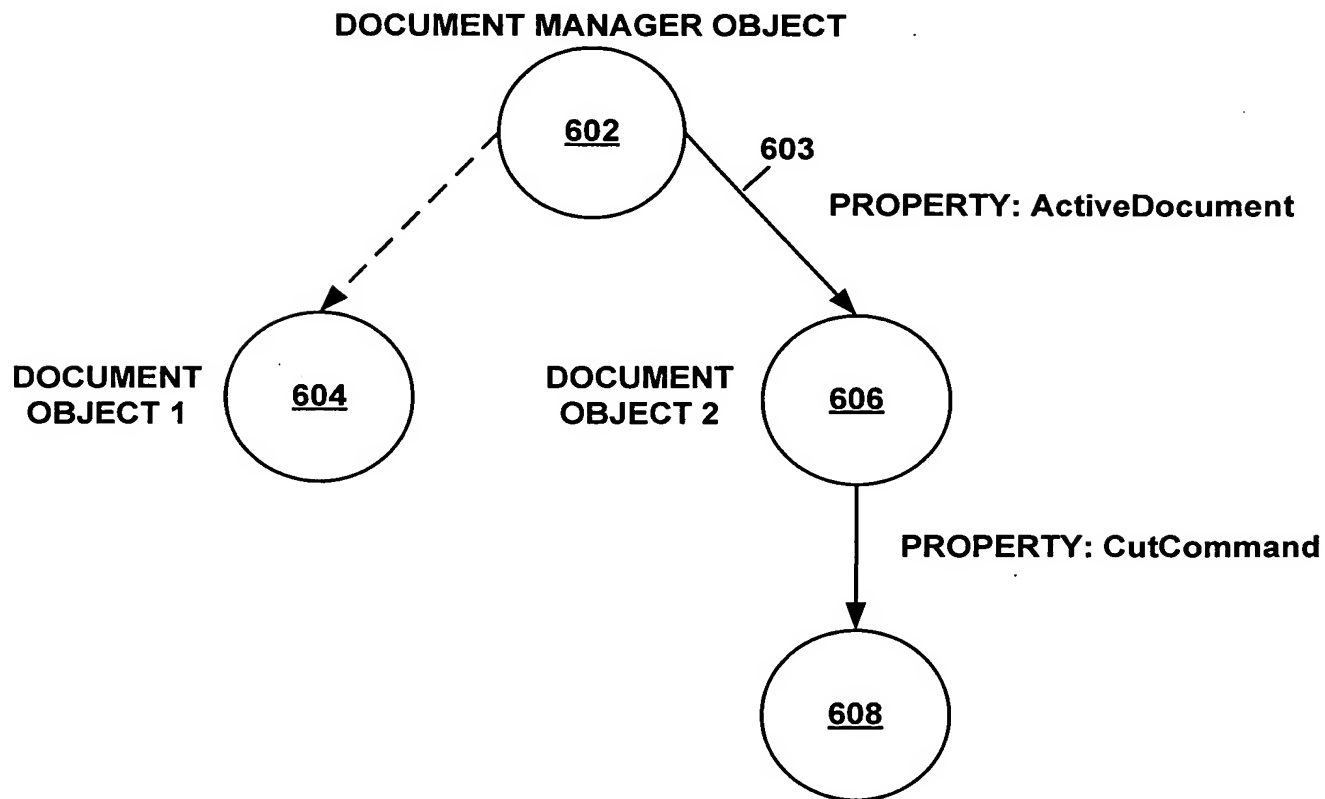 DOCUMENT MANAGER OBJECT
602
603
PROPERTY: ActiveDocument
DOCUMENT
OBJECT 1
604
DOCUMENT
OBJECT 2
606
PROPERTY: CutCommand
608